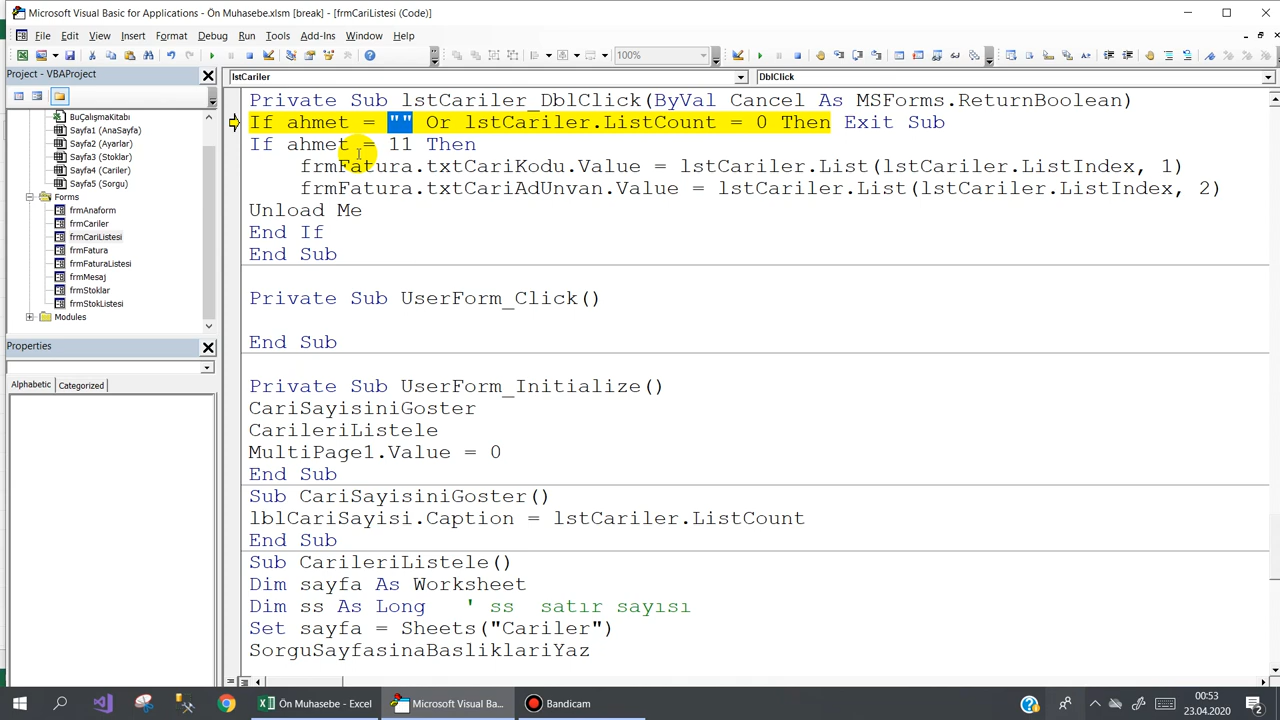 Microsoft Visual Basic for Applications - Ön Muhasebe.xlsm [break] - [frmCariListesi (Code)]
File Edit View Insert Format Debug Run Tools Add-Ins Window Help
100%
Project - VBAProject
lstCariler
DblClick
BuÇalışmaKitabı
Sayfa1 (AnaSayfa)
Sayfa2 (Ayarlar)
Sayfa3 (Stoklar)
Sayfa4 (Cariler)
Sayfa5 (Sorgu)
Forms
frmAnaform
frmCariler
frmCariListesi
frmFatura
frmFaturaListesi
frmMesaj
frmStoklar
frmStokListesi
Modules
Properties
Alphabetic Categorized
Private Sub lstCariler_DblClick(ByVal Cancel As MSForms.ReturnBoolean)
If ahmet = "" Or lstCariler.ListCount = 0 Then Exit Sub
If ahmet = 11 Then
frmFatura.txtCariKodu.Value = lstCariler.List(lstCariler.ListIndex, 1)
frmFatura.txtCariAdUnvan.Value = lstCariler.List(lstCariler.ListIndex, 2)
Unload Me
End If
End Sub
Private Sub UserForm_Click()
End Sub
Private Sub UserForm_Initialize()
CariSayisiniGoster
CarileriListele
MultiPage1.Value = 0
End Sub
Sub CariSayisiniGoster()
lblCariSayisi.Caption = lstCariler.ListCount
End Sub
Sub CarileriListele()
Dim sayfa As Worksheet
Dim ss As Long ' ss satır sayısı
Set sayfa = Sheets("Cariler")
SorguSayfasinaBasliklariYaz
Ön Muhasebe - Excel
Microsoft Visual Ba...
Bandicam
00:53
23.04.2020
2